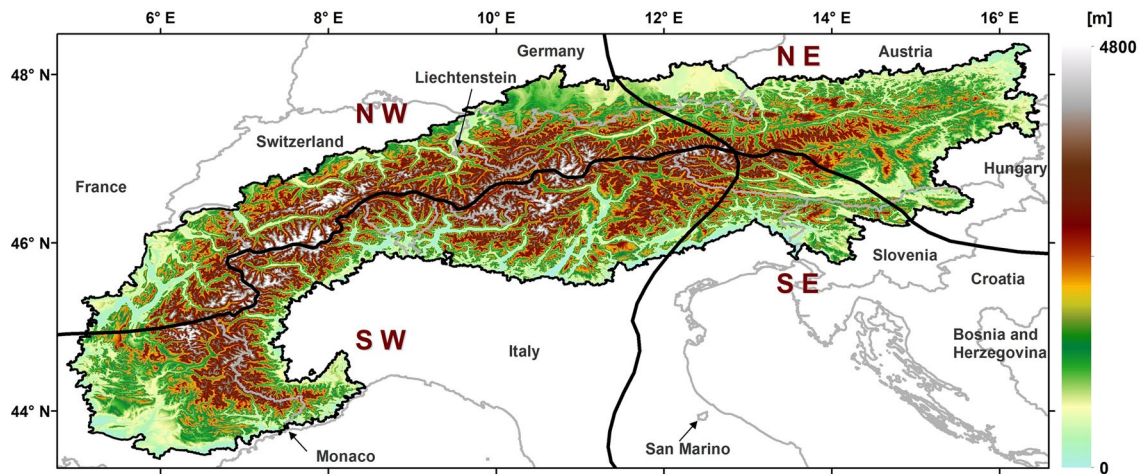 6° E 8° E 10° E 12° E 14° E 16° E [m]
4800
Germany
N E
Austria
48° N
Liechtenstein
N W
Switzerland
Hungary
France
46° N
Slovenia
S E
Croatia
S W
Italy
Bosnia and
Herzegovina
44° N
San Marino
Monaco
0